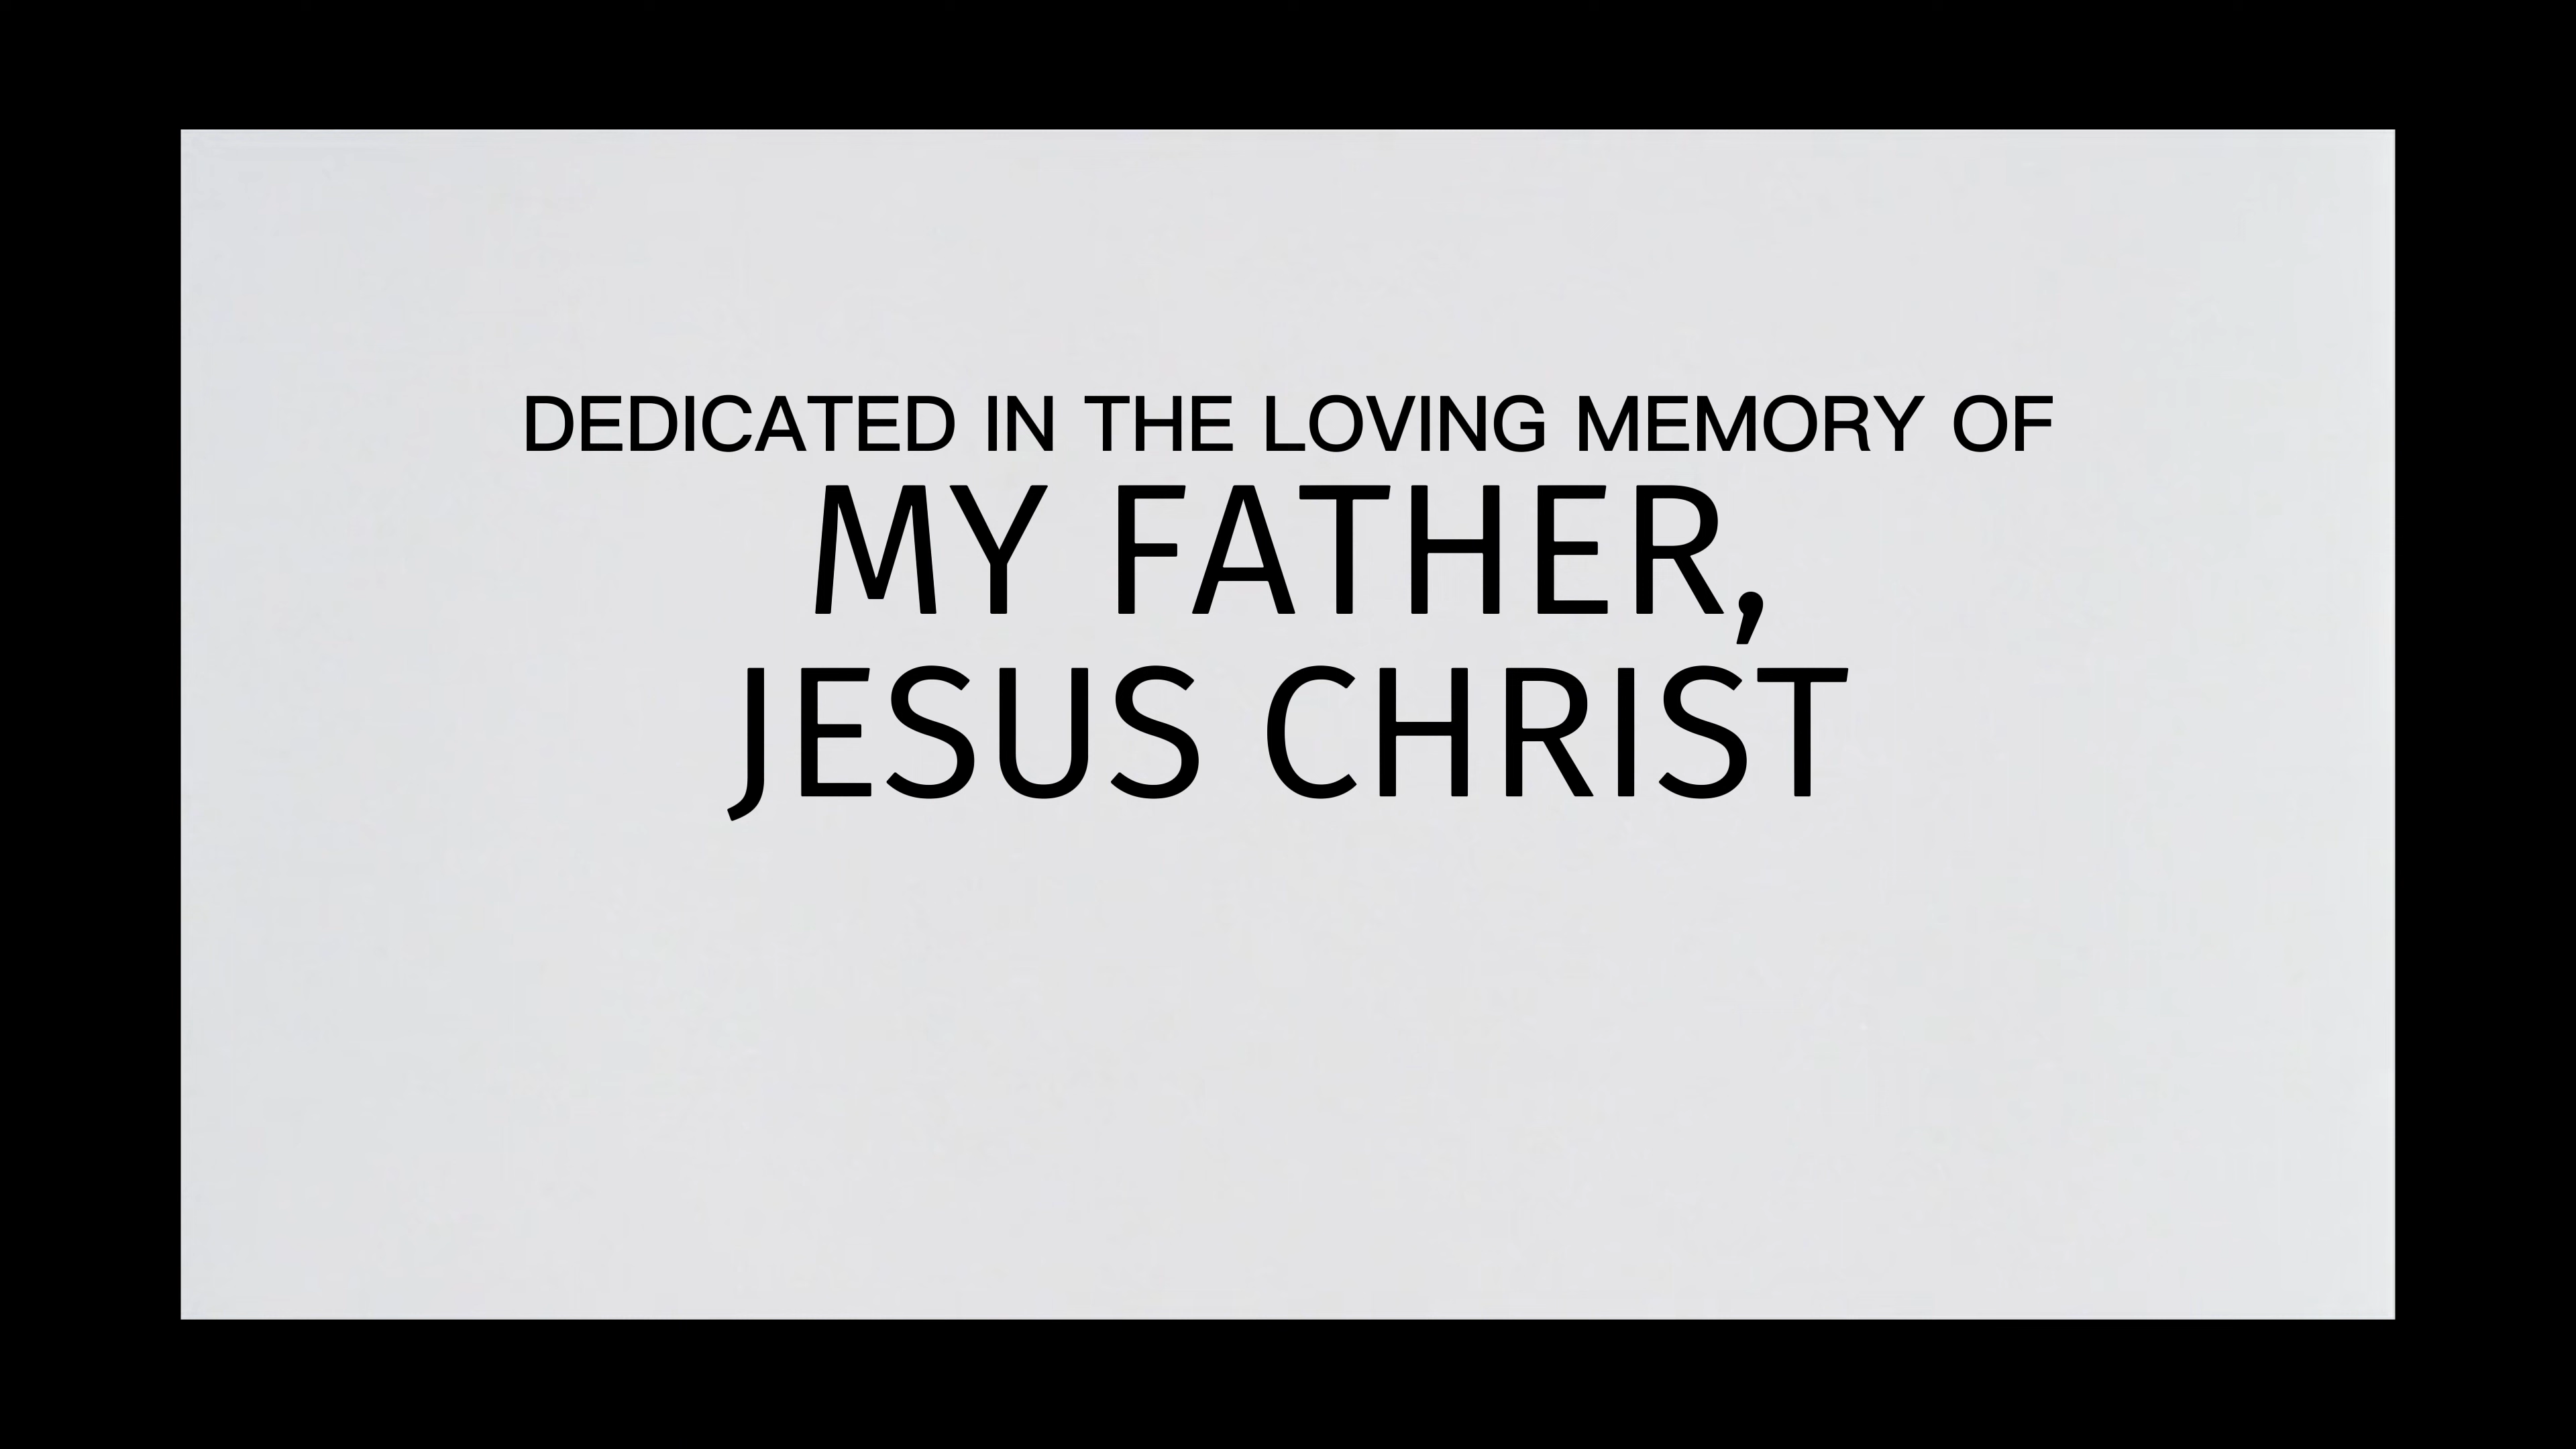 DEDICATED IN THE LOVING MEMORY OF
MY FATHER,
JESUS CHRIST